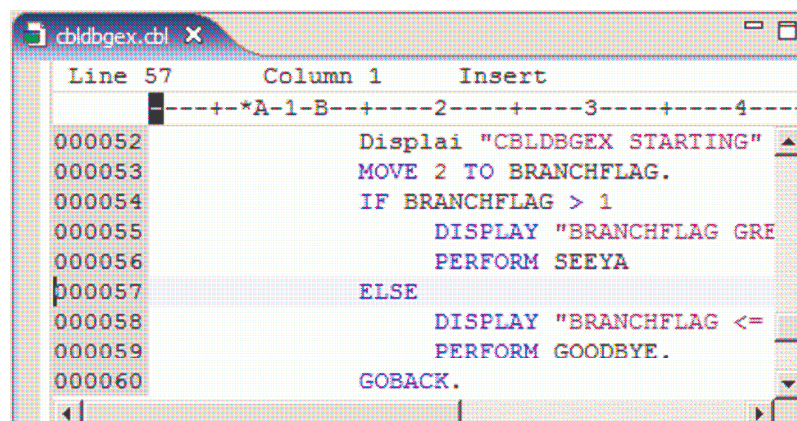 cbldbgex.cbl
Line 57 Column 1 Insert
----+-*A-1-B--+----2----+----3----+----4----
000052 Displai "CBLDBGEX STARTING"
000053 MOVE 2 TO BRANCHFLAG.
000054 IF BRANCHFLAG > 1
000055 DISPLAY "BRANCHFLAG GRE
000056 PERFORM SEEYA
000057 ELSE
000058 DISPLAY "BRANCHFLAG <=
000059 PERFORM GOODBYE.
000060 GOBACK.